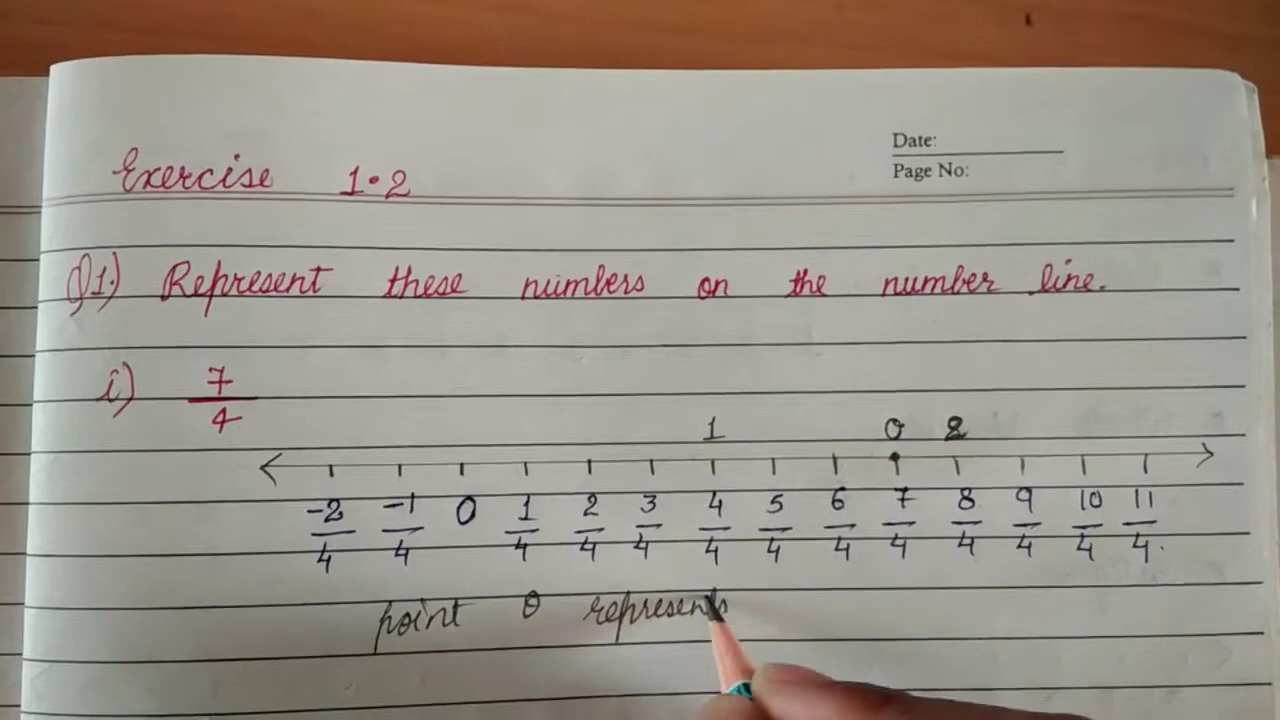 Date:
Page No:
Exercise 1.2
Q1.) Represent these numbers on the number line.
i) 7/4
1 0 2
-2/4 -1/4 0 1/4 2/4 3/4 4/4 5/4 6/4 7/4 8/4 9/4 10/4 11/4.
point 0 represents